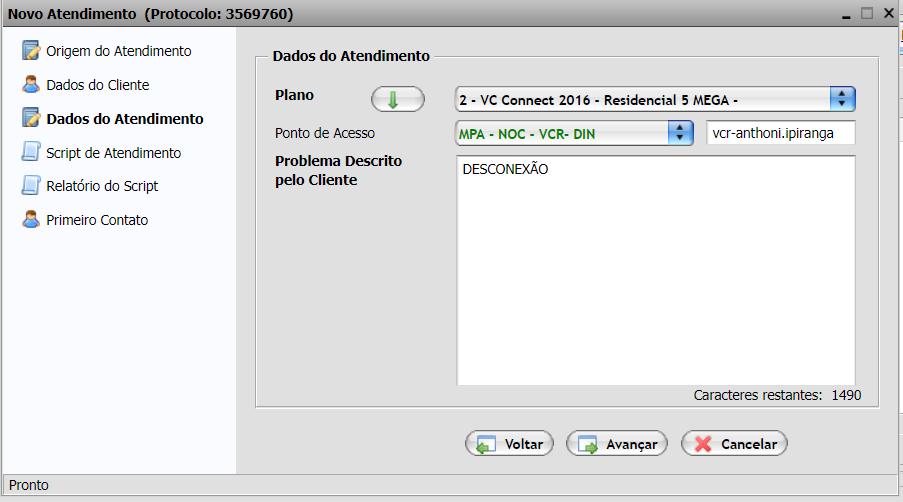 Novo Atendimento (Protocolo: 3569760)
Origem do Atendimento
Dados do Cliente
Dados do Atendimento
Script de Atendimento
Relatório do Script
Primeiro Contato
Dados do Atendimento
Plano
2 - VC Connect 2016 - Residencial 5 MEGA -
Ponto de Acesso
MPA - NOC - VCR- DIN
vcr-anthoni.ipiranga
Problema Descrito
pelo Cliente
DESCONEXÃO
Caracteres restantes: 1490
Voltar
Avançar
Cancelar
Pronto